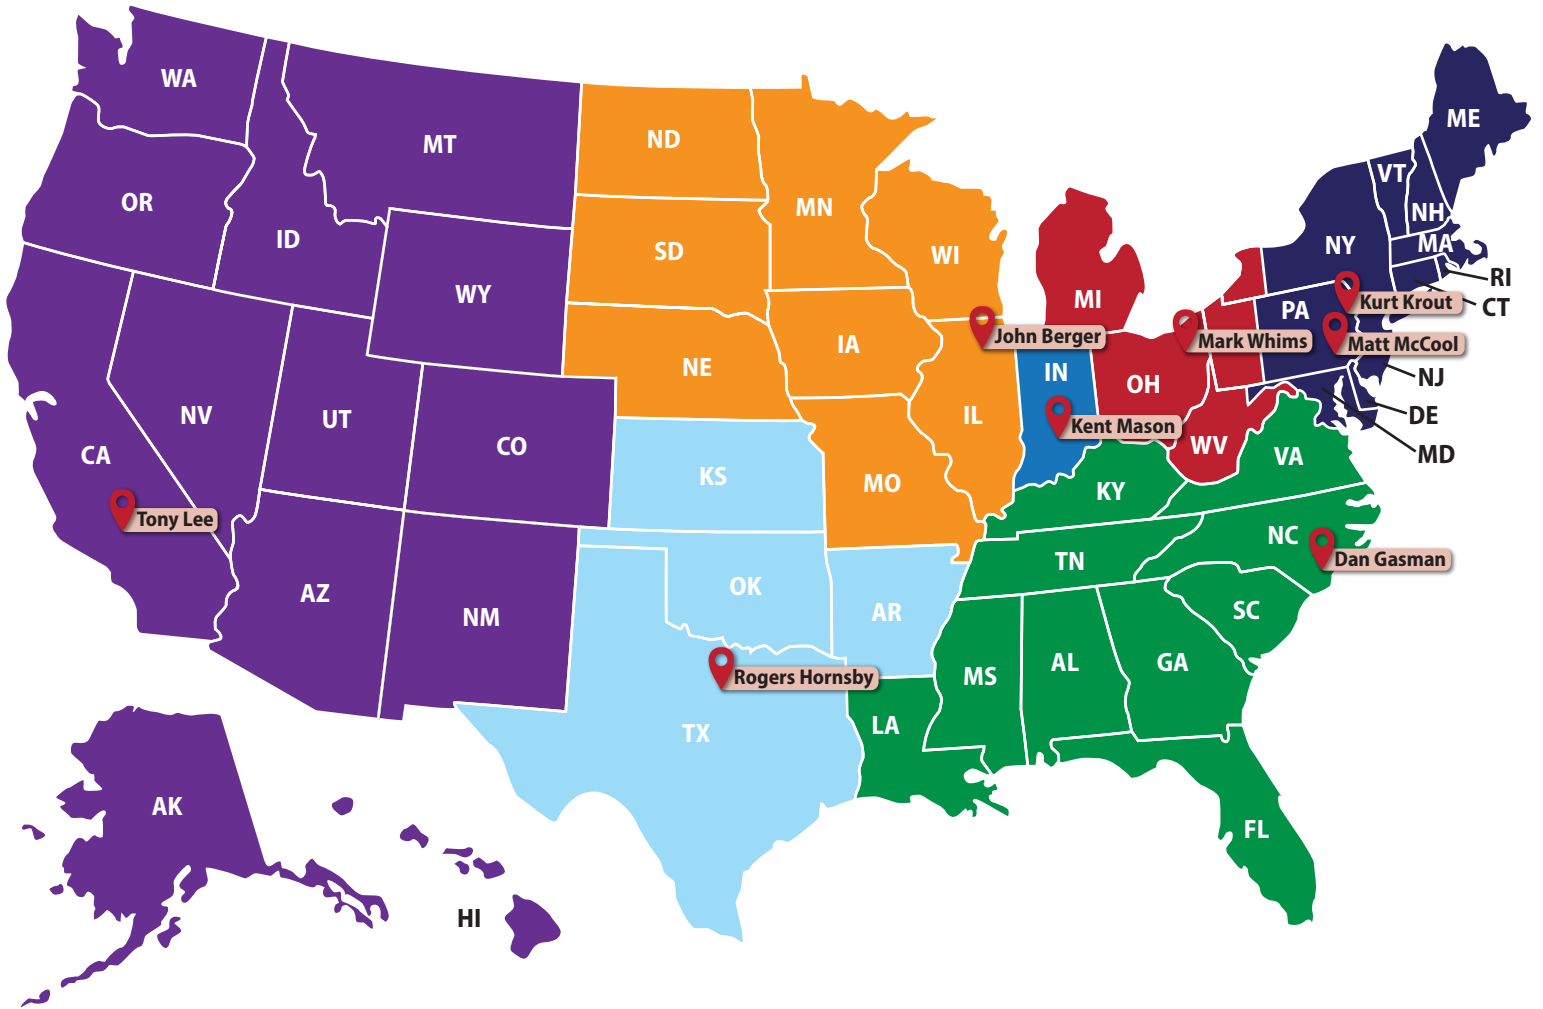 WA
MT
ND
MN
ME
VT
NH
OR
ID
SD
WI
NY
MA
RI
WY
MI
PA
Kurt Krout
CT
John Berger
Mark Whims
Matt McCool
IA
NE
IN
OH
NJ
NV
UT
IL
Kent Mason
DE
CA
CO
WV
VA
MD
KS
MO
KY
Tony Lee
NC
Dan Gasman
TN
AZ
OK
NM
AR
SC
MS
AL
GA
Rogers Hornsby
TX
LA
AK
FL
HI